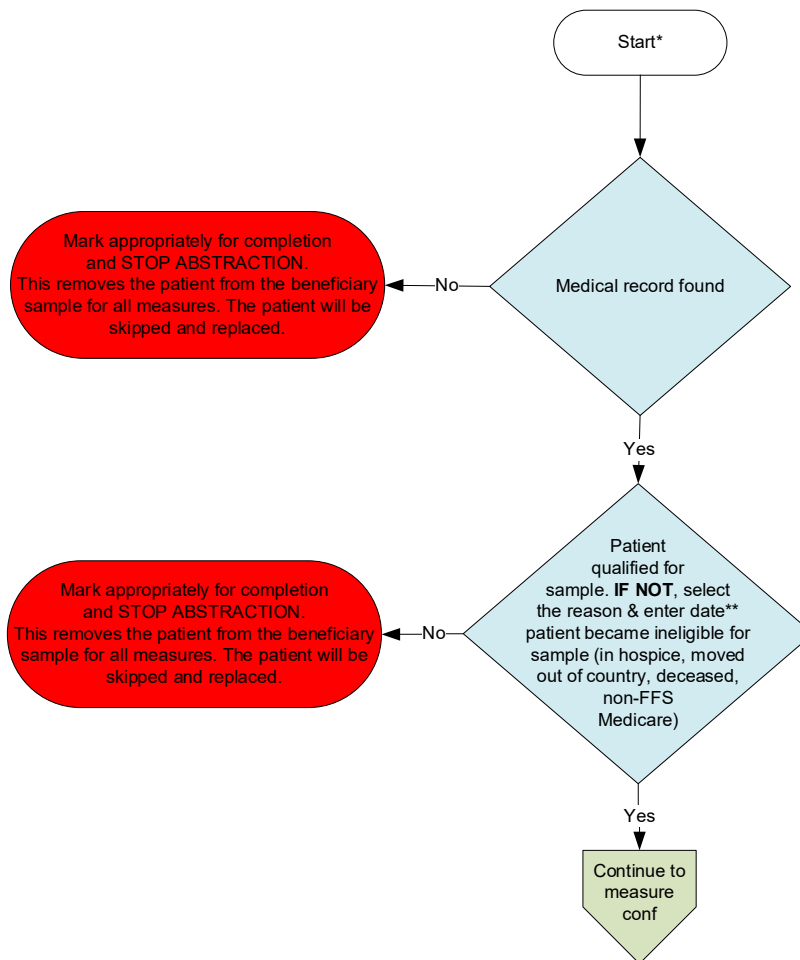 Start*
Medical record found
No
Mark appropriately for completion
and STOP ABSTRACTION.
This removes the patient from the beneficiary
sample for all measures. The patient will be
skipped and replaced.
Yes
Patient
qualified for
sample. IF NOT, select
the reason & enter date**
patient became ineligible for
sample (in hospice, moved
out of country, deceased,
non-FFS
Medicare)
No
Mark appropriately for completion
and STOP ABSTRACTION.
This removes the patient from the beneficiary
sample for all measures. The patient will be
skipped and replaced.
Yes
Continue to
measure
conf